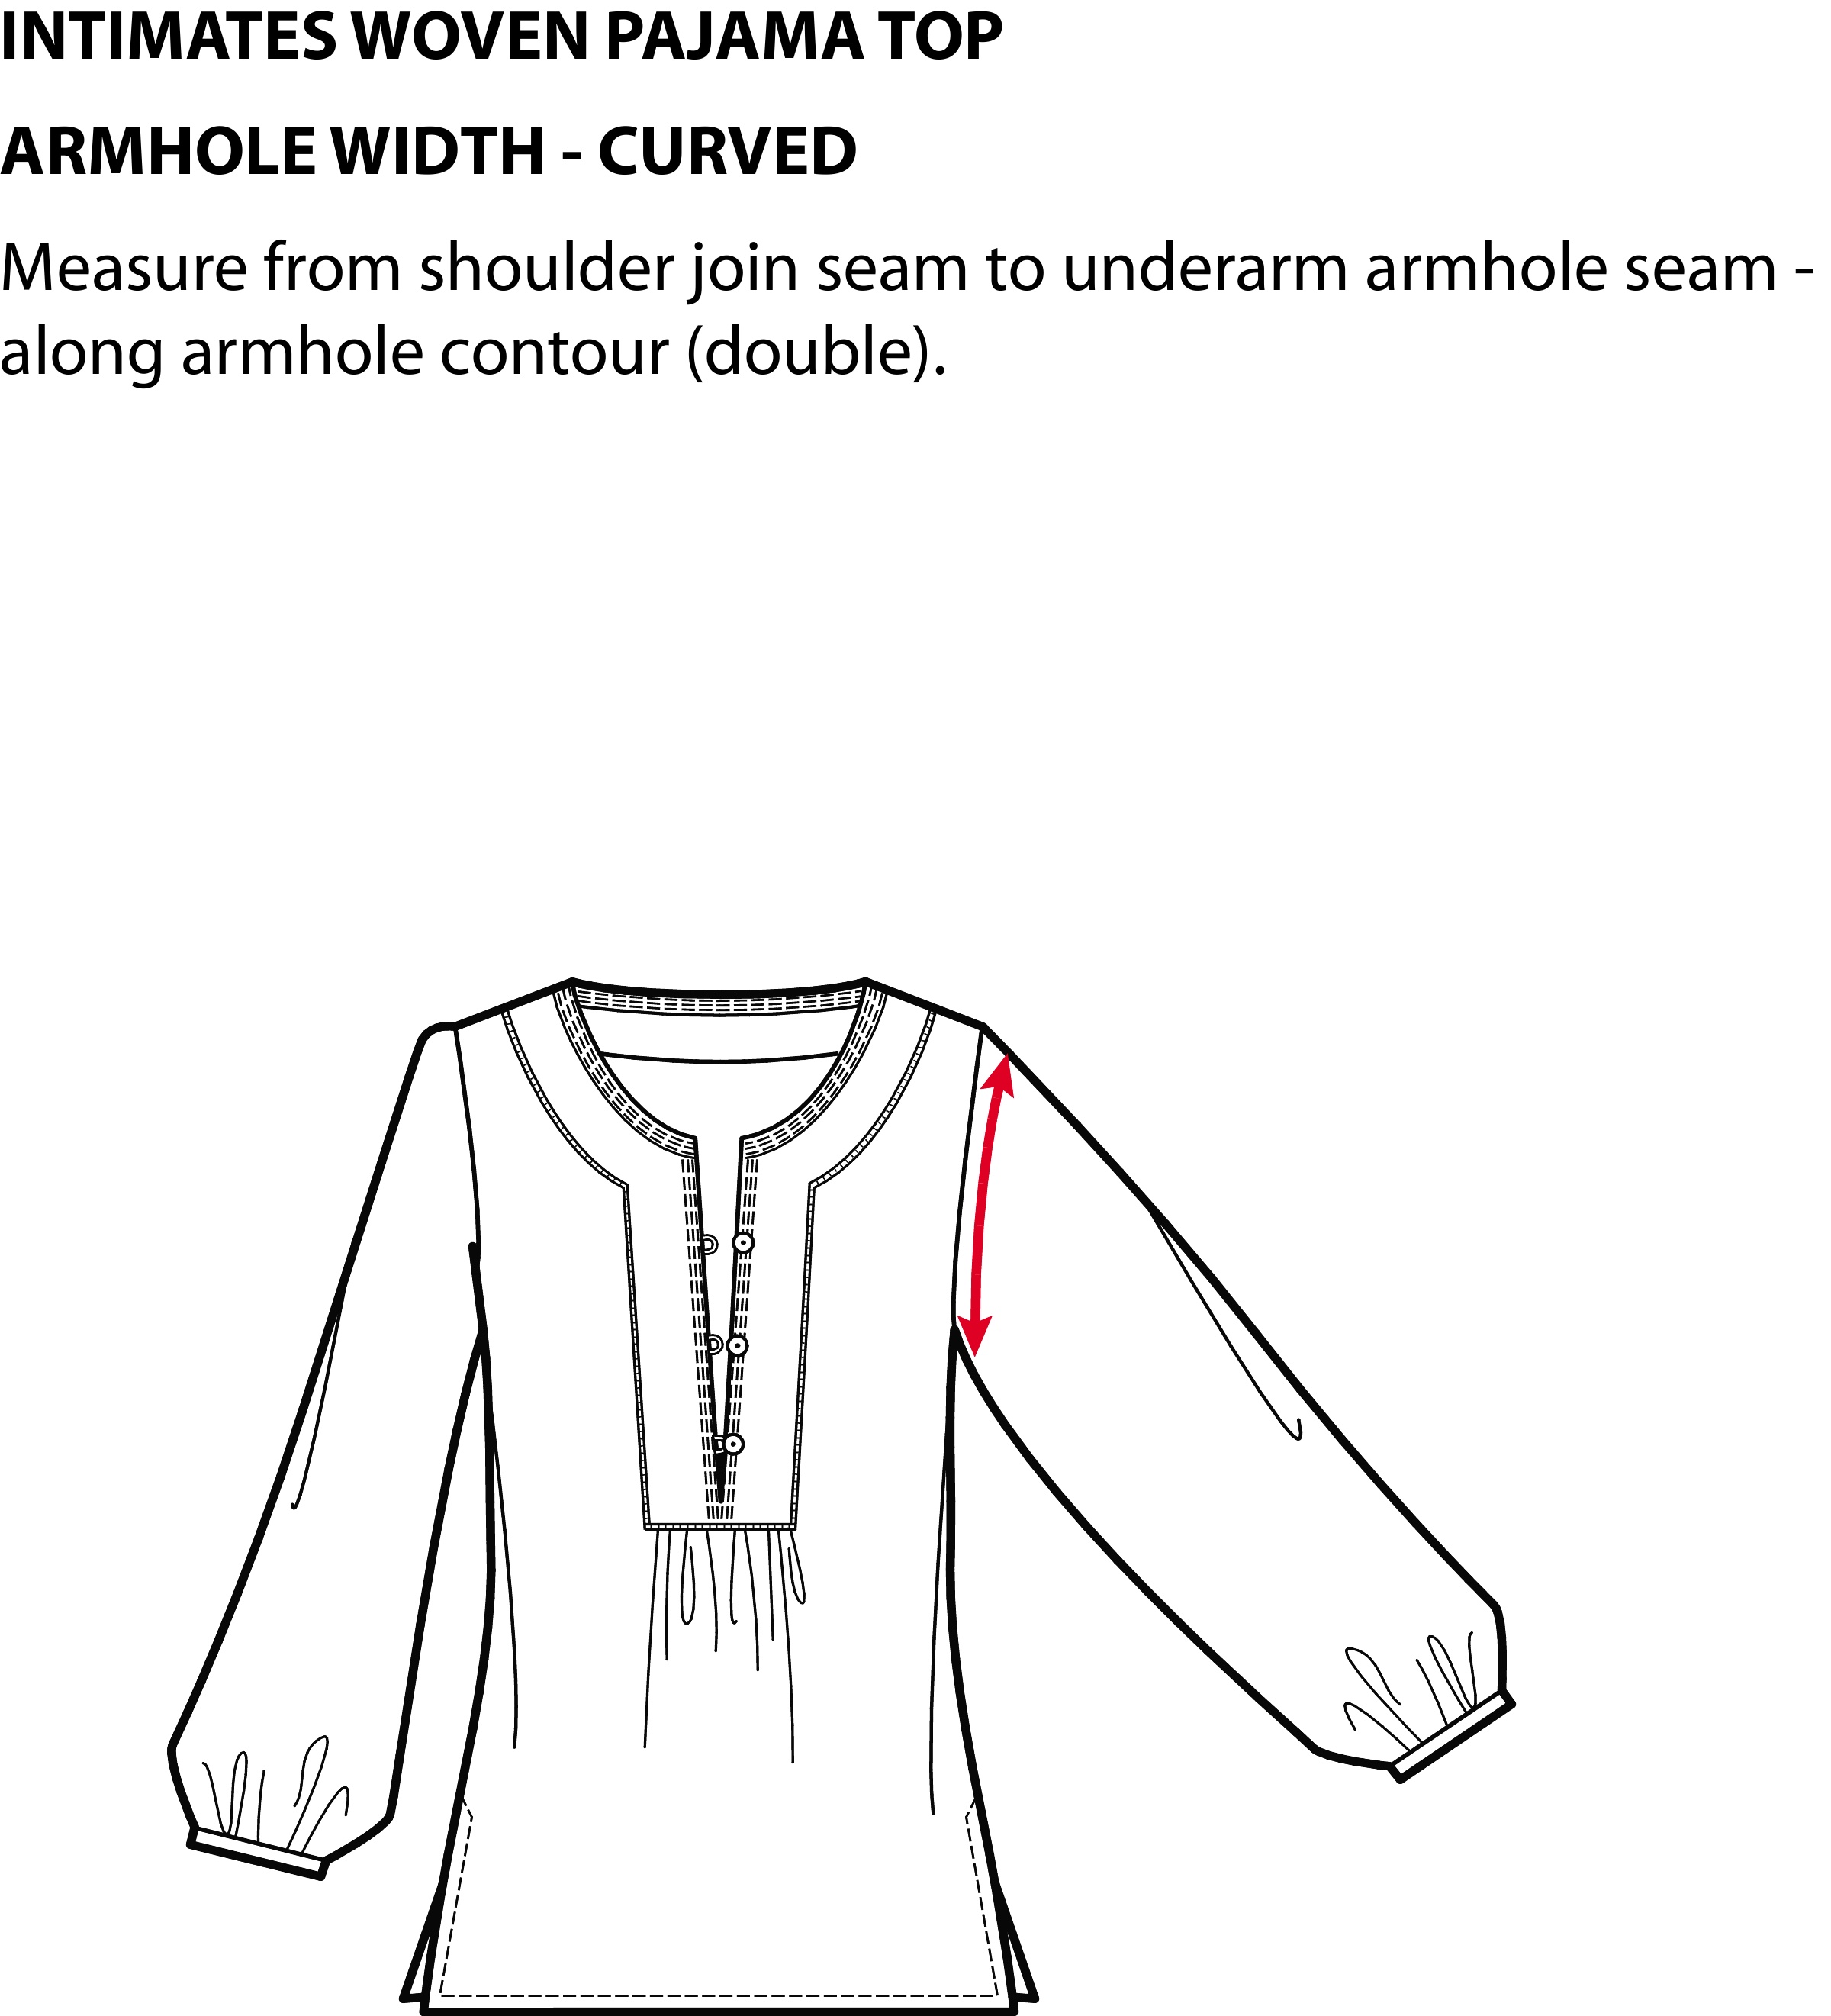 INTIMATES WOVEN PAJAMA TOP
ARMHOLE WIDTH - CURVED
Measure from shoulder join seam to underarm armhole seam -
along armhole contour (double).